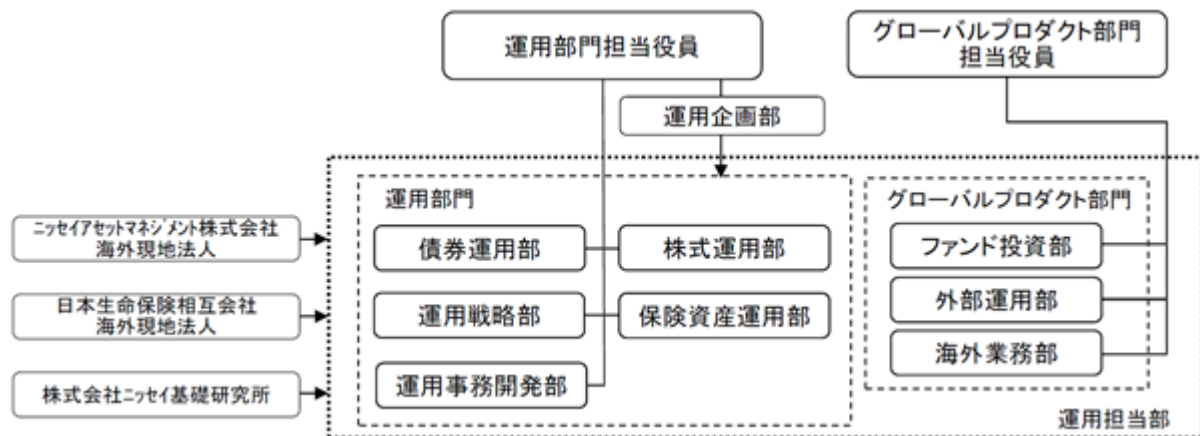 運用部門担当役員
グローバルプロダクト部門
担当役員
運用企画部
運用部門
グローバルプロダクト部門
ニッセイアセットマネジメント株式会社
海外現地法人
債券運用部
株式運用部
ファンド投資部
日本生命保険相互会社
海外現地法人
運用戦略部
保険資産運用部
外部運用部
海外業務部
株式会社ニッセイ基礎研究所
運用事務開発部
運用担当部